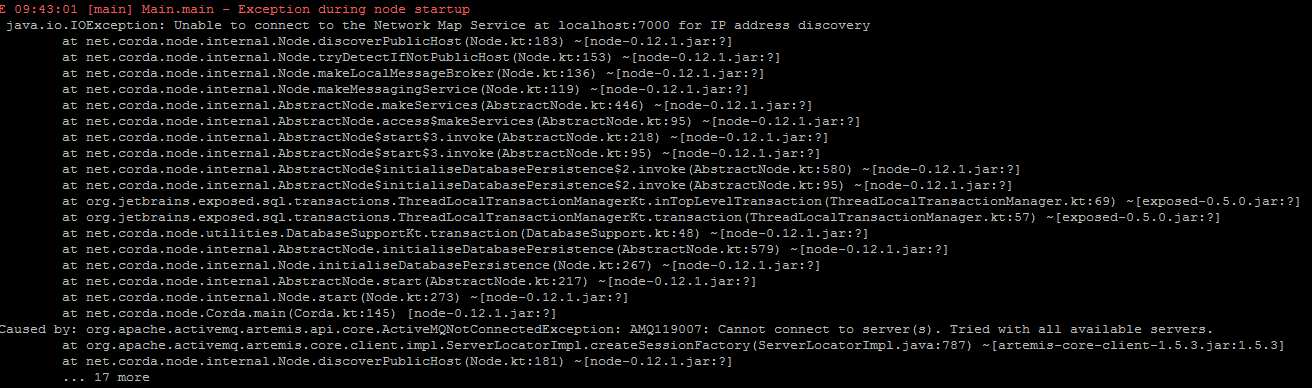 E 09:43:01 [main] Main.main - Exception during node startup
java.io.IOException: Unable to connect to the Network Map Service at localhost:7000 for IP address discovery
at net.corda.node.internal.Node.discoverPublicHost(Node.kt:183) ~[node-0.12.1.jar:?]
at net.corda.node.internal.Node.tryDetectIfNotPublicHost(Node.kt:153) ~[node-0.12.1.jar:?]
at net.corda.node.internal.Node.makeLocalMessageBroker(Node.kt:136) ~[node-0.12.1.jar:?]
at net.corda.node.internal.Node.makeMessagingService(Node.kt:119) ~[node-0.12.1.jar:?]
at net.corda.node.internal.AbstractNode.makeServices(AbstractNode.kt:446) ~[node-0.12.1.jar:?]
at net.corda.node.internal.AbstractNode.access$makeServices(AbstractNode.kt:95) ~[node-0.12.1.jar:?]
at net.corda.node.internal.AbstractNode$start$3.invoke(AbstractNode.kt:218) ~[node-0.12.1.jar:?]
at net.corda.node.internal.AbstractNode$start$3.invoke(AbstractNode.kt:95) ~[node-0.12.1.jar:?]
at net.corda.node.internal.AbstractNode$initialiseDatabasePersistence$2.invoke(AbstractNode.kt:580) ~[node-0.12.1.jar:?]
at net.corda.node.internal.AbstractNode$initialiseDatabasePersistence$2.invoke(AbstractNode.kt:95) ~[node-0.12.1.jar:?]
at org.jetbrains.exposed.sql.transactions.ThreadLocalTransactionManagerKt.inTopLevelTransaction(ThreadLocalTransactionManager.kt:69) ~[exposed-0.5.0.jar:?]
at org.jetbrains.exposed.sql.transactions.ThreadLocalTransactionManagerKt.transaction(ThreadLocalTransactionManager.kt:57) ~[exposed-0.5.0.jar:?]
at net.corda.node.utilities.DatabaseSupportKt.transaction(DatabaseSupport.kt:48) ~[node-0.12.1.jar:?]
at net.corda.node.internal.AbstractNode.initialiseDatabasePersistence(AbstractNode.kt:579) ~[node-0.12.1.jar:?]
at net.corda.node.internal.Node.initialiseDatabasePersistence(Node.kt:267) ~[node-0.12.1.jar:?]
at net.corda.node.internal.AbstractNode.start(AbstractNode.kt:217) ~[node-0.12.1.jar:?]
at net.corda.node.internal.Node.start(Node.kt:273) ~[node-0.12.1.jar:?]
at net.corda.node.Corda.main(Corda.kt:145) [node-0.12.1.jar:?]
Caused by: org.apache.activemq.artemis.api.core.ActiveMQNotConnectedException: AMQ119007: Cannot connect to server(s). Tried with all available servers.
at org.apache.activemq.artemis.core.client.impl.ServerLocatorImpl.createSessionFactory(ServerLocatorImpl.java:787) ~[artemis-core-client-1.5.3.jar:1.5.3]
at net.corda.node.internal.Node.discoverPublicHost(Node.kt:181) ~[node-0.12.1.jar:?]
... 17 more